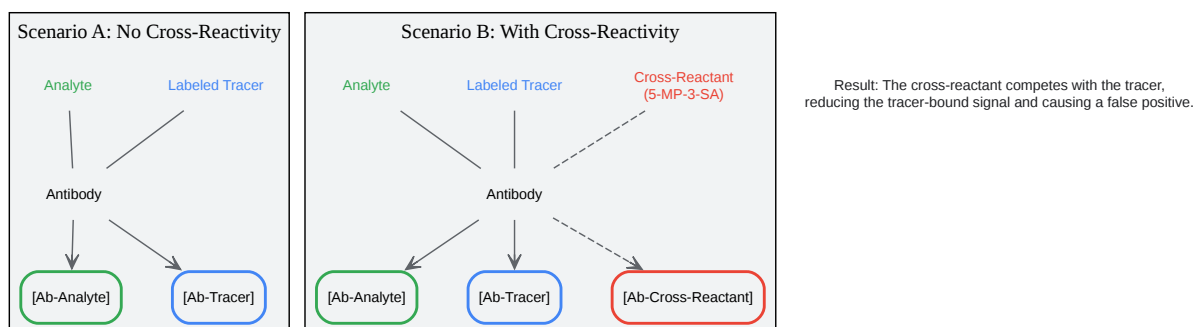 Scenario A: No Cross-Reactivity
Analyte
Labeled Tracer
Antibody
[Ab-Analyte]
[Ab-Tracer]
Scenario B: With Cross-Reactivity
Analyte
Labeled Tracer
Cross-Reactant
(5-MP-3-SA)
Antibody
[Ab-Analyte]
[Ab-Tracer]
[Ab-Cross-Reactant]
Result: The cross-reactant competes with the tracer,
reducing the tracer-bound signal and causing a false positive.